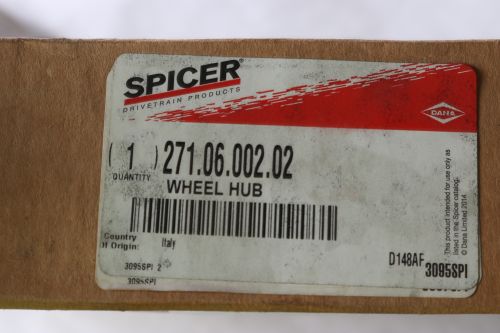 SPICER®
DRIVETRAIN PRODUCTS
DANA
( 1 ) 271.06.002.02
QUANTITY
WHEEL HUB
Country
Of Origin: Italy
D148AF
3095SPI 2
3095SPI
3095SPI
This product intended for use only as
listed in the Spicer catalog.
© Dana Limited 2014